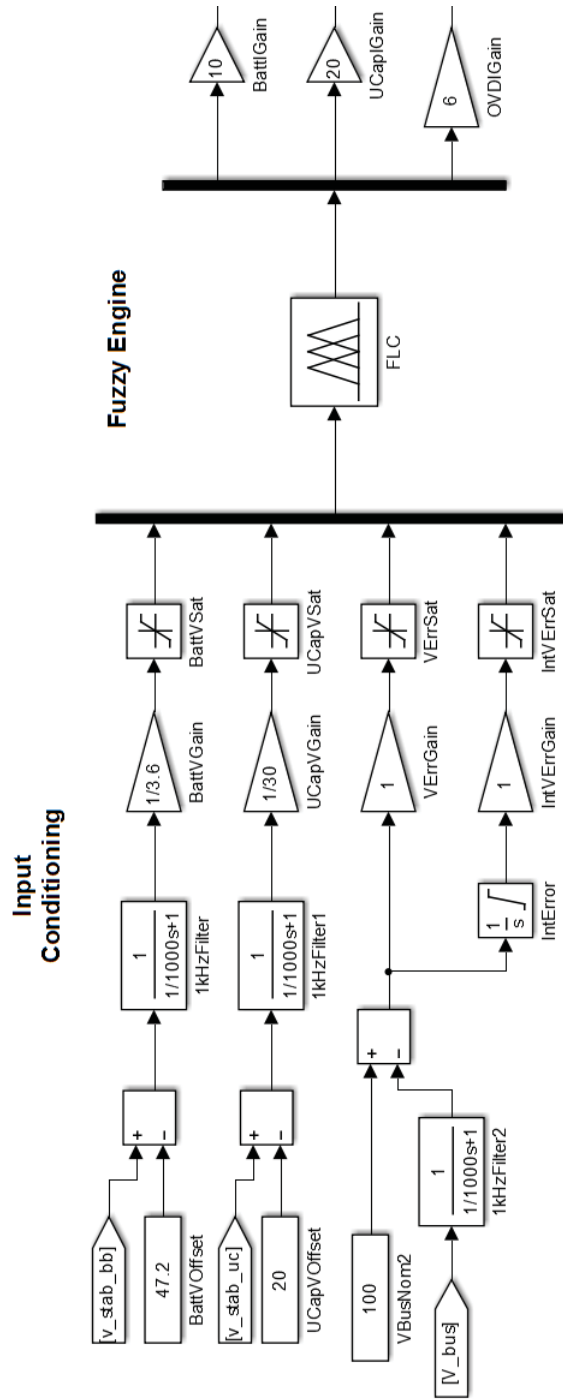 Input
Conditioning
Fuzzy Engine
[v_stab_bb]
47.2
BattVOffset
+
−
1
1/1000s+1
1kHzFilter
1/3.6
BattVGain
BattVSat
[v_stab_uc]
20
UCapVOffset
+
−
1
1/1000s+1
1kHzFilter1
1/30
UCapVGain
UCapVSat
100
VBusNom2
+
−
1
VErrGain
VErrSat
[V_bus]
1
1/1000s+1
1kHzFilter2
1
s
IntError
1
IntVErrGain
IntVErrSat
FLC
10
BattIGain
20
UCapIGain
6
OVDIGain